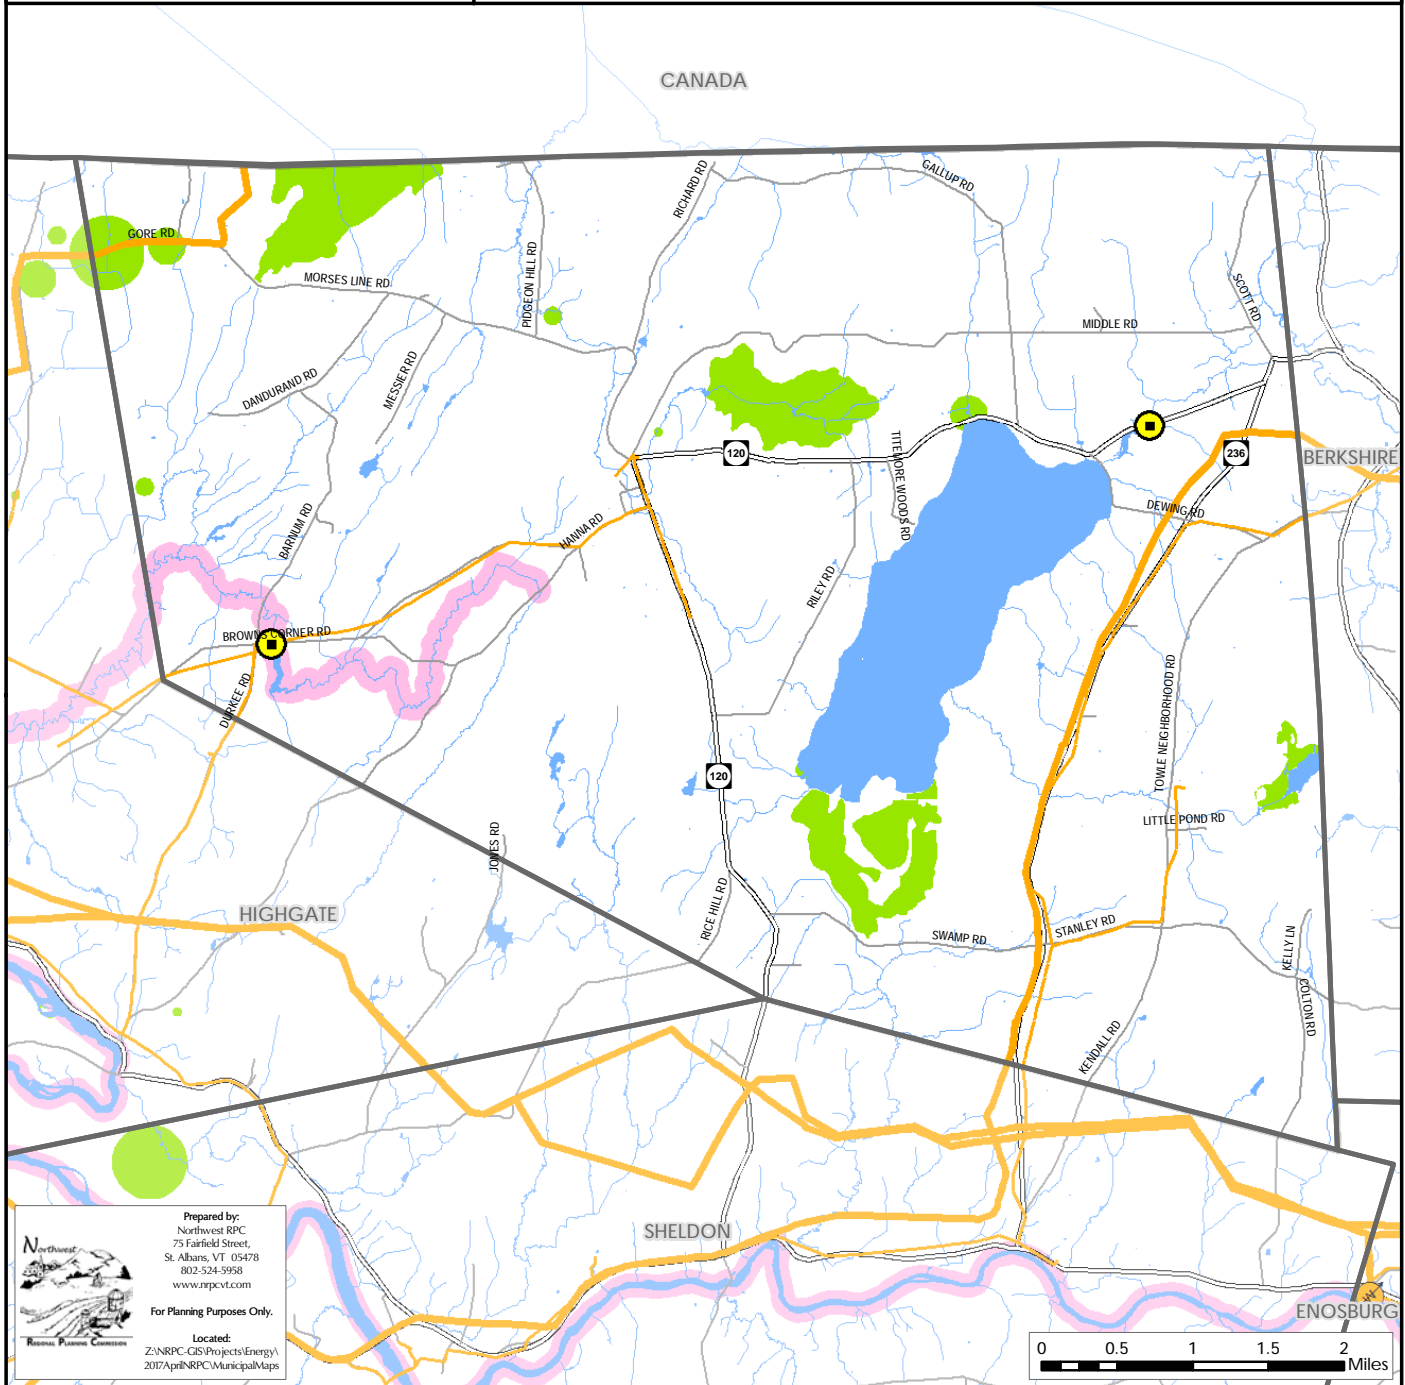 CANADA
GORE RD
MORSES LINE RD
PIDGEON HILL RD
RICHARD RD
GALLUP RD
SCOTT RD
MIDDLE RD
DANDURAND RD
MESSIER RD
120
TITEMORE WOODS RD
236
BERKSHIRE
DEWING RD
BARNUM RD
HANNA RD
RILEY RD
BROWNS CORNER RD
DURKEE RD
TOWLE NEIGHBORHOOD RD
120
LITTLE POND RD
JONES RD
HIGHGATE
RICE HILL RD
SWAMP RD
STANLEY RD
KELLY LN
COLTON RD
KENDALL RD
SHELDON
ENOSBURG
Northwest
REGIONAL PLANNING COMMISSION
Prepared by:
Northwest RPC
75 Fairfield Street,
St. Albans, VT 05478
802-524-5958
www.nrpcvt.com
For Planning Purposes Only.
Located:
Z:\NRPC-GIS\Projects\Energy\
2017AprilNRPC\MunicipalMaps
0 0.5 1 1.5 2
Miles